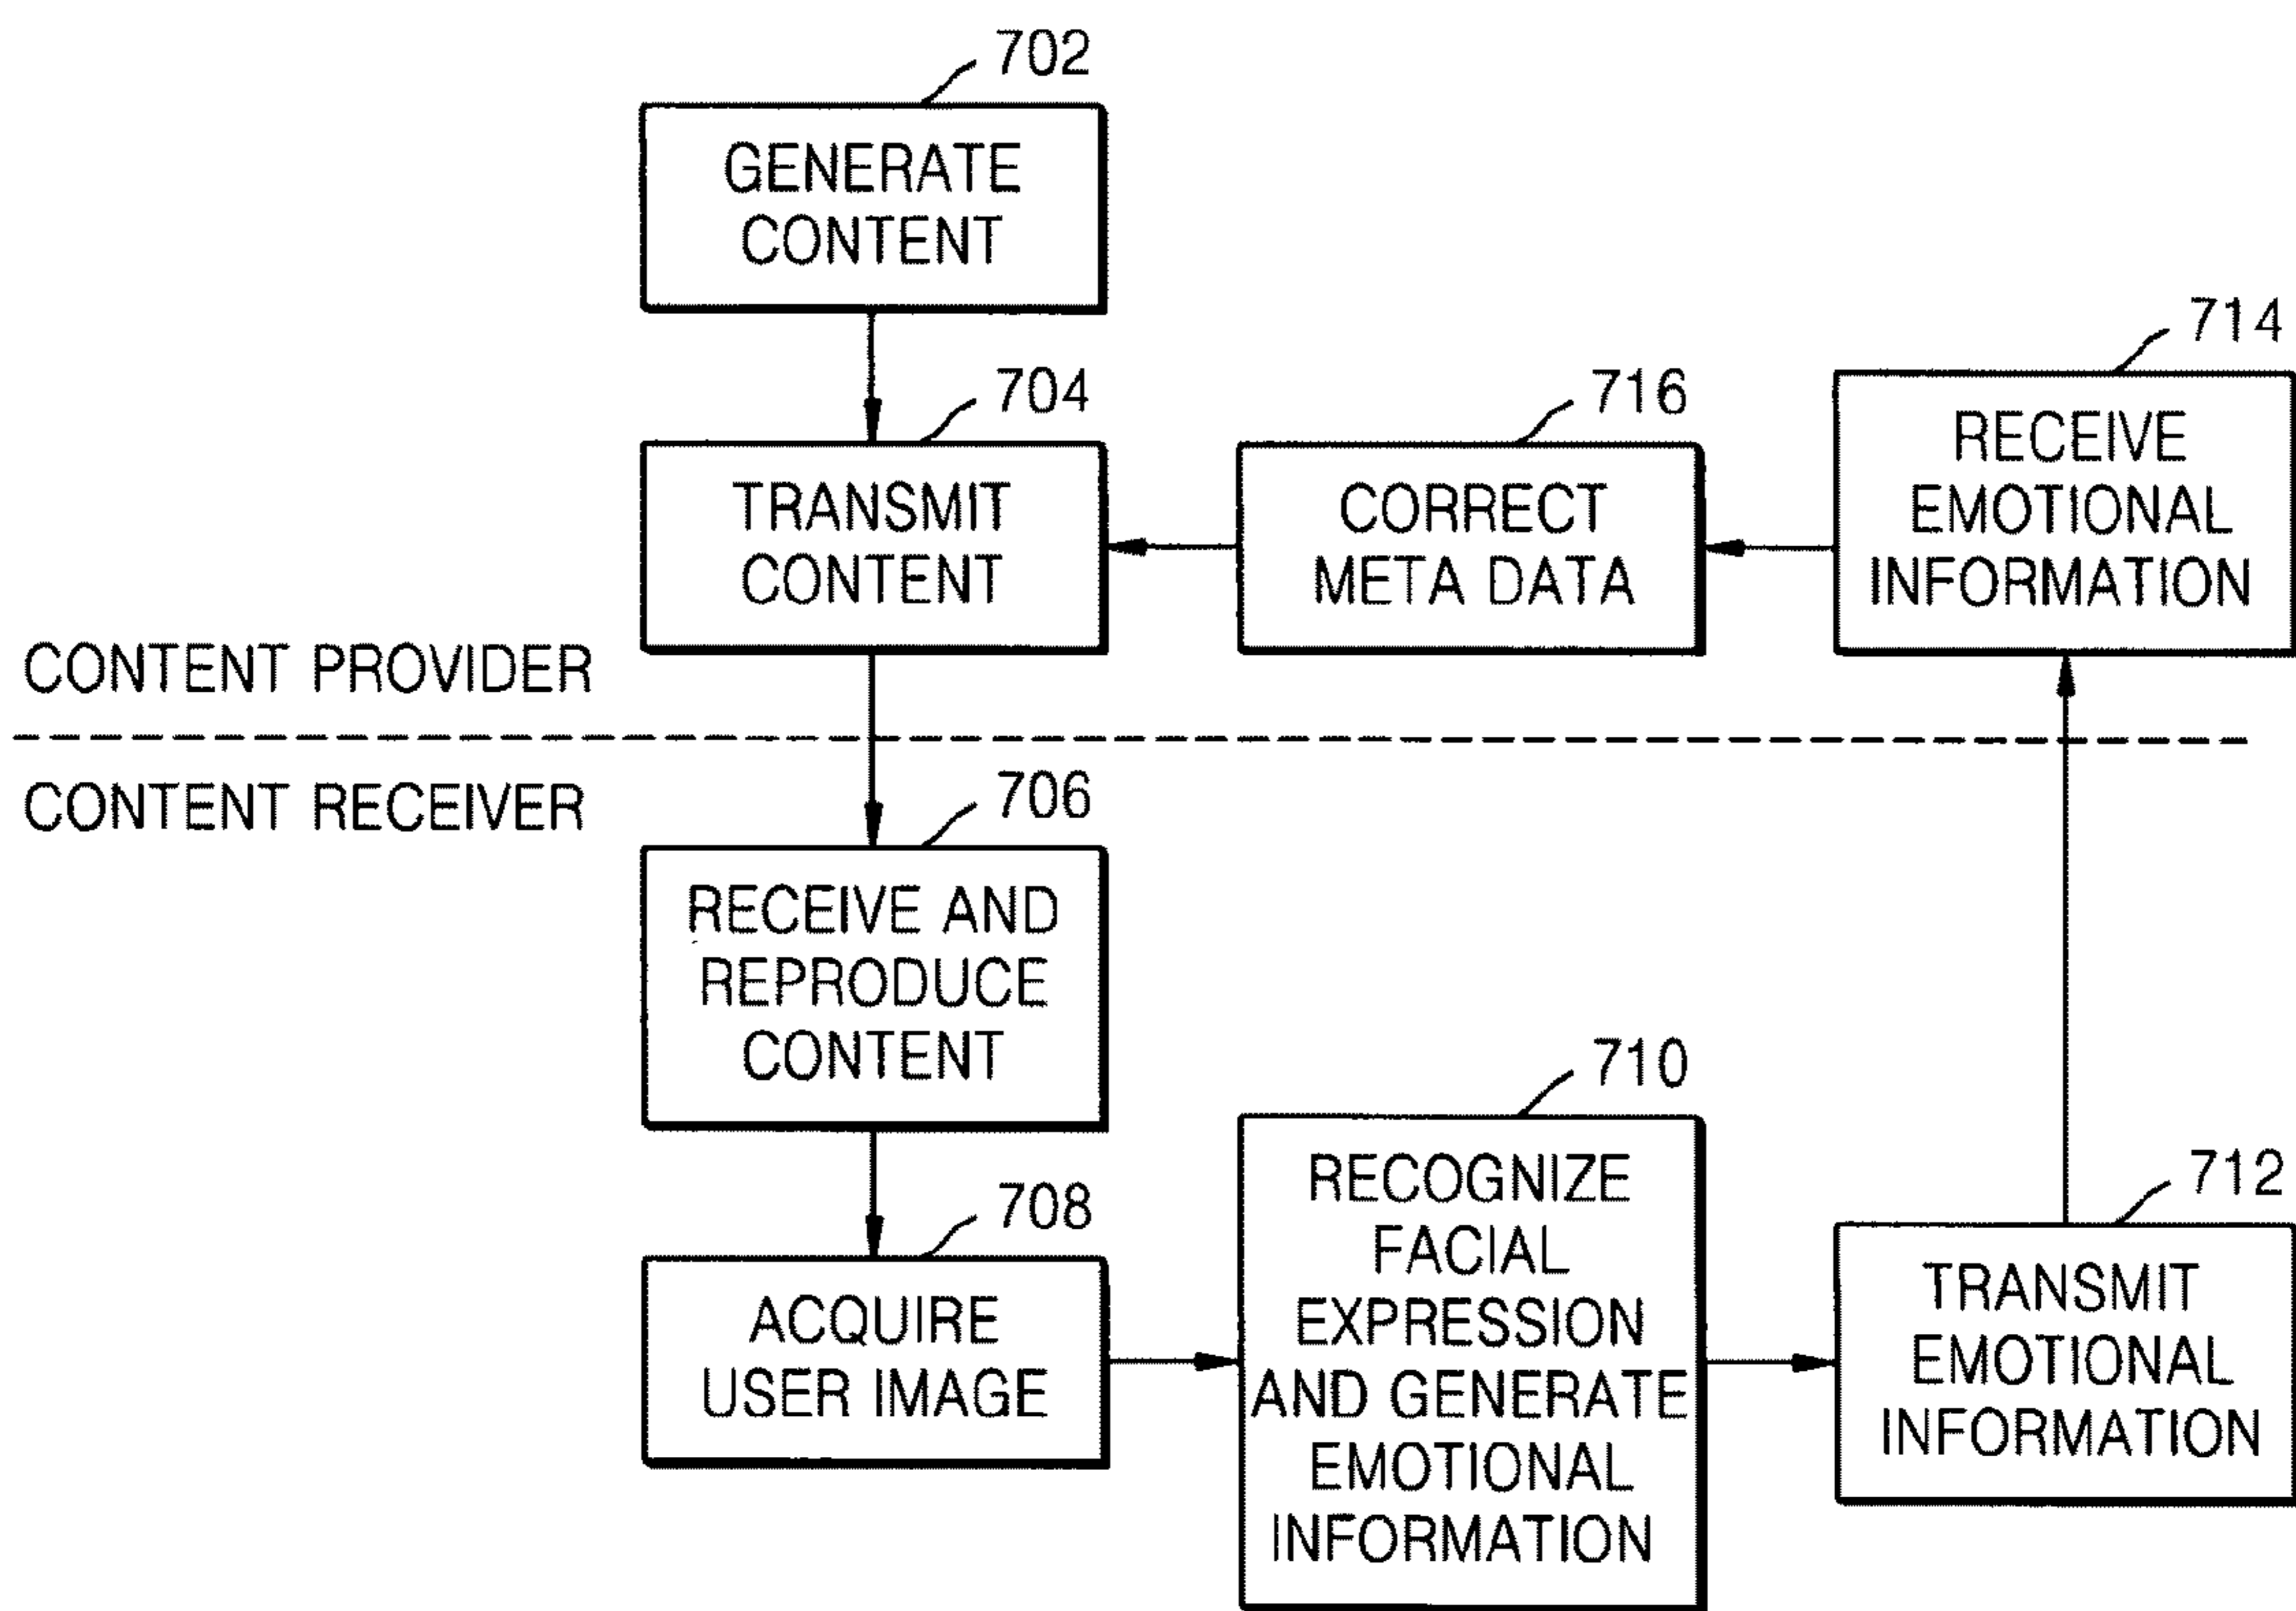 702
GENERATE
CONTENT
704
TRANSMIT
CONTENT
716
CORRECT
META DATA
714
RECEIVE
EMOTIONAL
INFORMATION
CONTENT PROVIDER
CONTENT RECEIVER
706
RECEIVE AND
REPRODUCE
CONTENT
708
ACQUIRE
USER IMAGE
710
RECOGNIZE
FACIAL
EXPRESSION
AND GENERATE
EMOTIONAL
INFORMATION
712
TRANSMIT
EMOTIONAL
INFORMATION